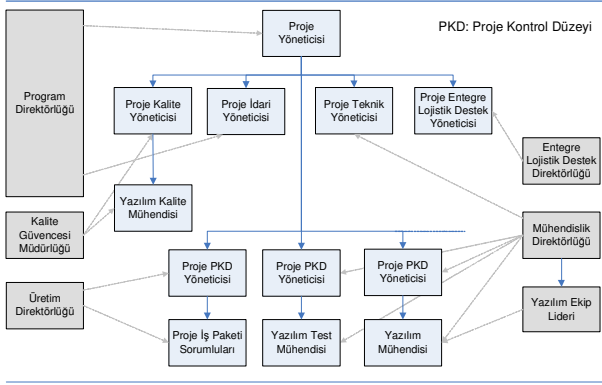 Proje
Yöneticisi
PKD: Proje Kontrol Düzeyi
Program
Direktörlüğü
Proje Kalite
Yöneticisi
Proje İdari
Yöneticisi
Proje Teknik
Yöneticisi
Proje Entegre
Lojistik Destek
Yöneticisi
Entegre
Lojistik Destek
Direktörlüğü
Yazılım Kalite
Mühendisi
Kalite
Güvencesi
Müdürlüğü
Mühendislik
Direktörlüğü
Proje PKD
Yöneticisi
Proje PKD
Yöneticisi
Proje PKD
Yöneticisi
Üretim
Direktörlüğü
Yazılım Ekip
Lideri
Proje İş Paketi
Sorumluları
Yazılım Test
Mühendisi
Yazılım
Mühendisi